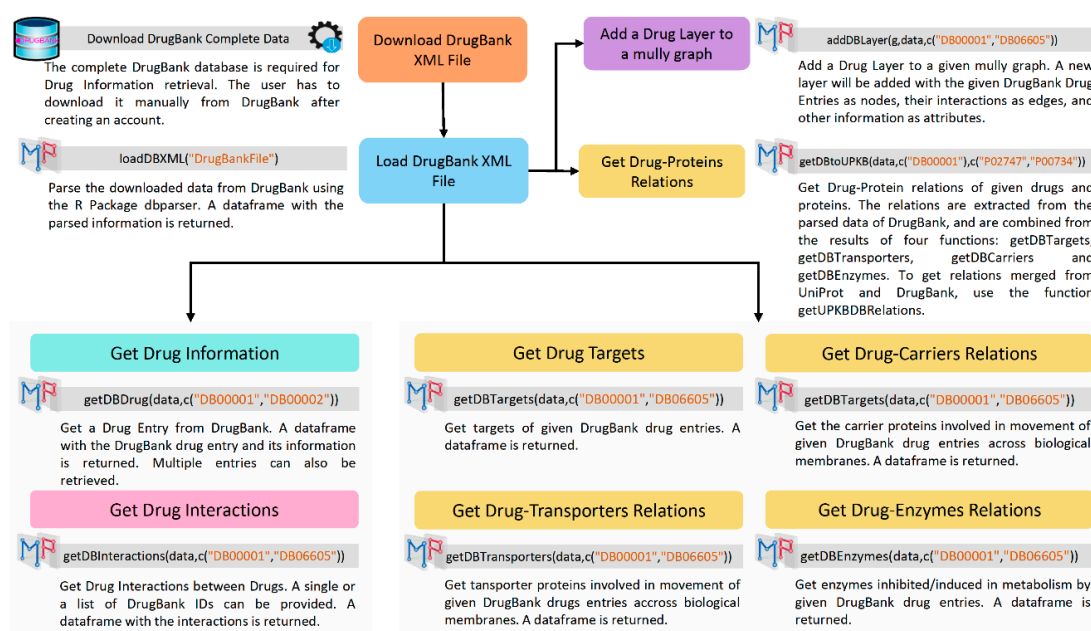 Download DrugBank Complete Data
The complete DrugBank database is required for
Drug Information retrieval. The user has to
download it manually from DrugBank after
creating an account.
loadDBXML("DrugBankFile")
Parse the downloaded data from DrugBank using
the R Package dbparser. A dataframe with the
parsed information is returned.
Download DrugBank
XML File
Load DrugBank XML
File
Add a Drug Layer to
a mully graph
Get Drug-Proteins
Relations
addDBLayer(g,data,c("DB00001","DB06605"))
Add a Drug Layer to a given mully graph. A new
layer will be added with the given DrugBank Drug
Entries as nodes, their interactions as edges, and
other information as attributes.
getDBtoUPKB(data,c("DB00001"),c("P02747","P00734"))
Get Drug-Protein relations of given drugs and
proteins. The relations are extracted from the
parsed data of DrugBank, and are combined from
the results of four functions: getDBTargets,
getDBTransporters, getDBCarriers and
getDBEnzymes. To get relations merged from
UniProt and DrugBank, use the function
getUPKBDBRelations.
Get Drug Information
getDBDrug(data,c("DB00001","DB00002"))
Get a Drug Entry from DrugBank. A dataframe
with the DrugBank drug entry and its information
is returned. Multiple entries can also be
retrieved.
Get Drug Interactions
getDBInteractions(data,c("DB00001","DB06605"))
Get Drug Interactions between Drugs. A single or
a list of DrugBank IDs can be provided. A
dataframe with the interactions is returned.
Get Drug Targets
getDBTargets(data,c("DB00001","DB06605"))
Get targets of given DrugBank drug entries. A
dataframe is returned.
Get Drug-Transporters Relations
getDBTransporters(data,c("DB00001","DB06605"))
Get tansporter proteins involved in movement of
given DrugBank drugs entries accross biological
membranes. A dataframe is returned.
Get Drug-Carriers Relations
getDBTargets(data,c("DB00001","DB06605"))
Get the carrier proteins involved in movement of
given DrugBank drug entries across biological
membranes. A dataframe is returned.
Get Drug-Enzymes Relations
getDBEnzymes(data,c("DB00001","DB06605"))
Get enzymes inhibited/induced in metabolism by
given DrugBank drug entries. A dataframe is
returned.